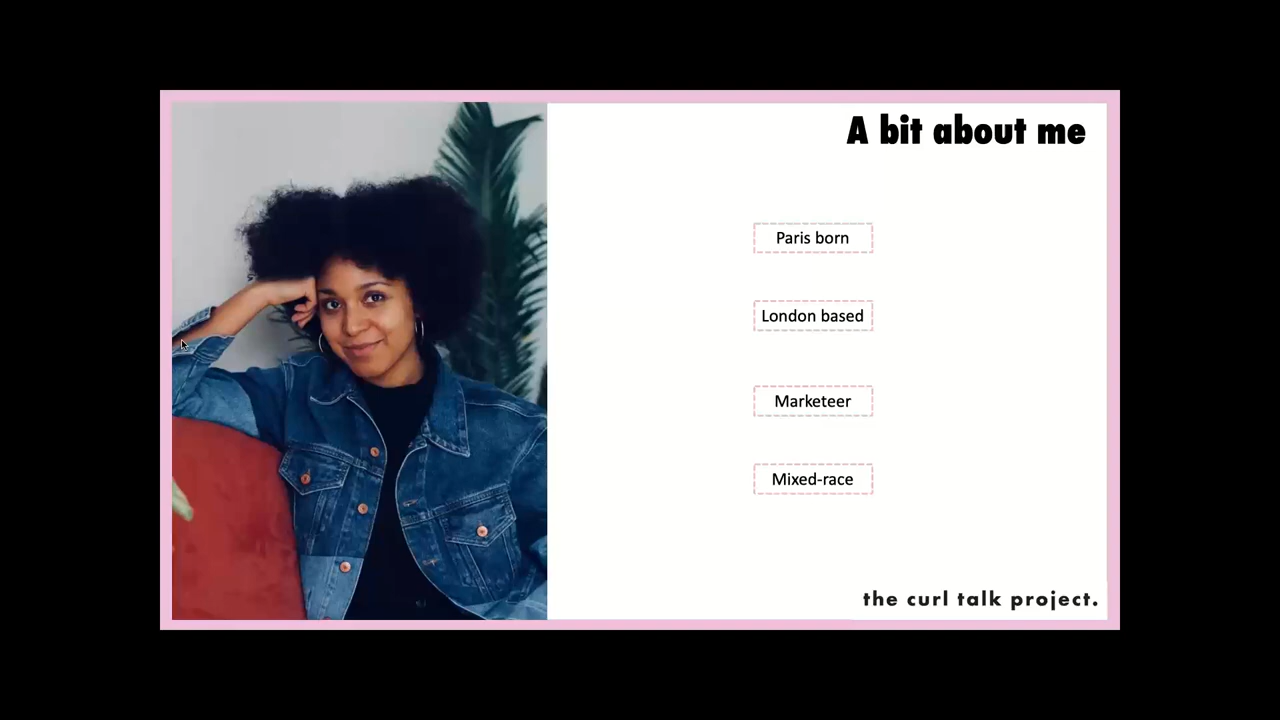 A bit about me
Paris born
London based
Marketeer
Mixed-race
the curl talk project.